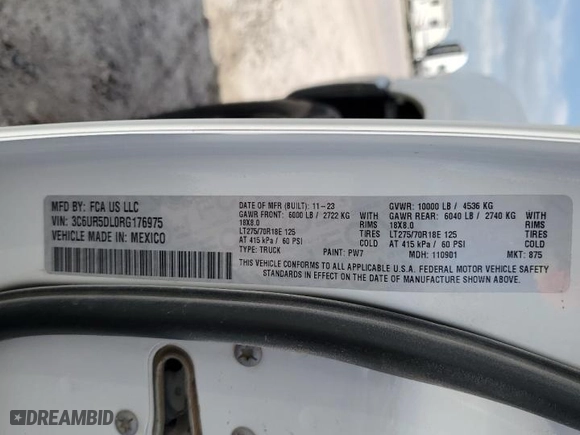 MFD BY: FCA US LLC
VIN: 3C6UR5DL0RG176975
VEHICLE MADE IN: MEXICO
DATE OF MFR (BUILT): 11-23
GAWR FRONT: 6000 LB / 2722 KG WITH
18X8.0 RIMS
LT275/70R18E 125 TIRES
AT 415 kPa / 60 PSI
TYPE: TRUCK PAINT: PW7
GVWR: 10000 LB / 4536 KG
GAWR REAR: 6040 LB / 2740 KG WITH
18X8.0 RIMS
LT275/70R18E 125 TIRES
AT 415 kPa / 60 PSI
MDH: 110901 MKT: 875
THIS VEHICLE CONFORMS TO ALL APPLICABLE U.S.A. FEDERAL MOTOR VEHICLE SAFETY
STANDARDS IN EFFECT ON THE DATE OF MANUFACTURE SHOWN ABOVE.
DREAMBID